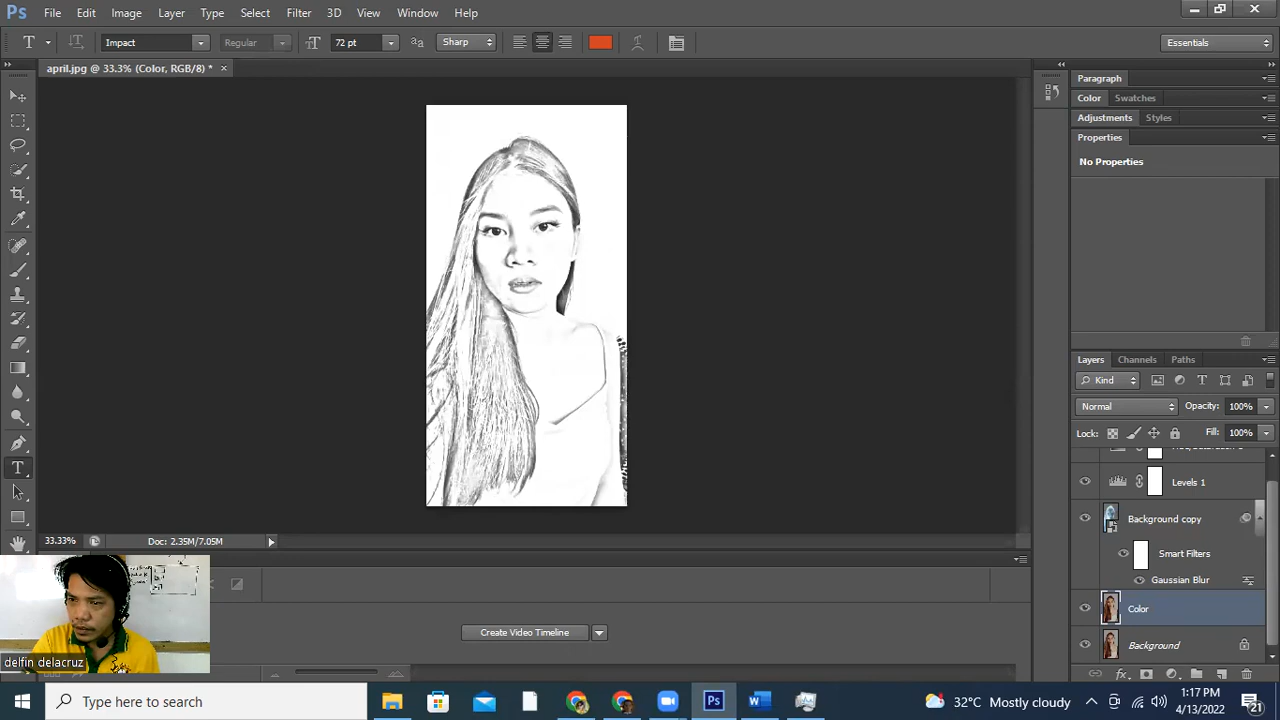 Ps File Edit Image Layer Type Select Filter 3D View Window Help
T Impact Regular 72 pt Sharp Essentials
april.jpg @ 33.3% (Color, RGB/8) *
Paragraph
Color Swatches
Adjustments Styles
Properties
No Properties
Layers Channels Paths
Kind
Normal Opacity: 100%
Lock: Fill: 100%
Levels 1
Background copy
Smart Filters
Gaussian Blur
Color
Background
33.33% Doc: 2.35M/7.05M
Create Video Timeline
delfin delacruz
Type here to search
32°C Mostly cloudy
1:17 PM
4/13/2022
21